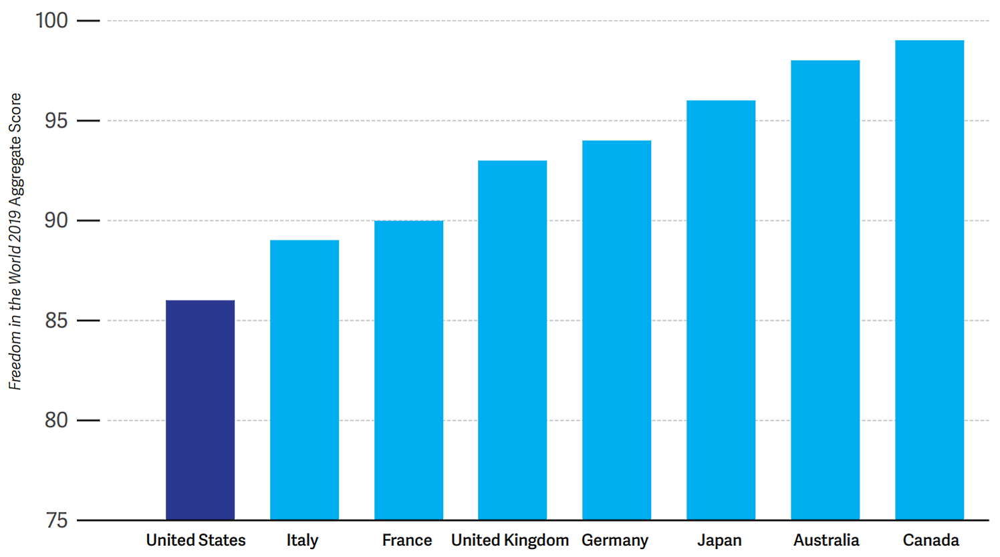 100
95
90
85
80
75
Freedom in the World 2019 Aggregate Score
United States
Italy
France
United Kingdom
Germany
Japan
Australia
Canada